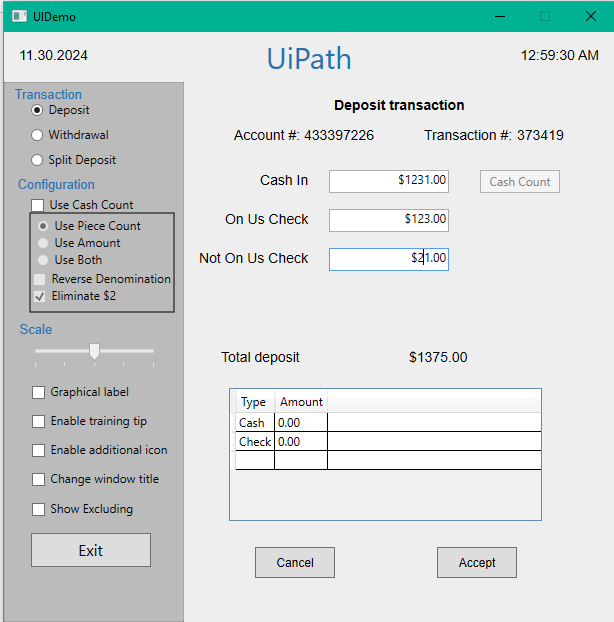 UIDemo
11.30.2024
UiPath
12:59:30 AM
Transaction
Deposit
Withdrawal
Split Deposit
Configuration
Use Cash Count
Use Piece Count
Use Amount
Use Both
Reverse Denomination
Eliminate $2
Scale
Graphical label
Enable training tip
Enable additional icon
Change window title
Show Excluding
Exit
Deposit transaction
Account #: 433397226 Transaction #: 373419
Cash In $1231.00 Cash Count
On Us Check $123.00
Not On Us Check $21.00
Total deposit $1375.00
Type Amount
Cash 0.00
Check 0.00
Cancel Accept